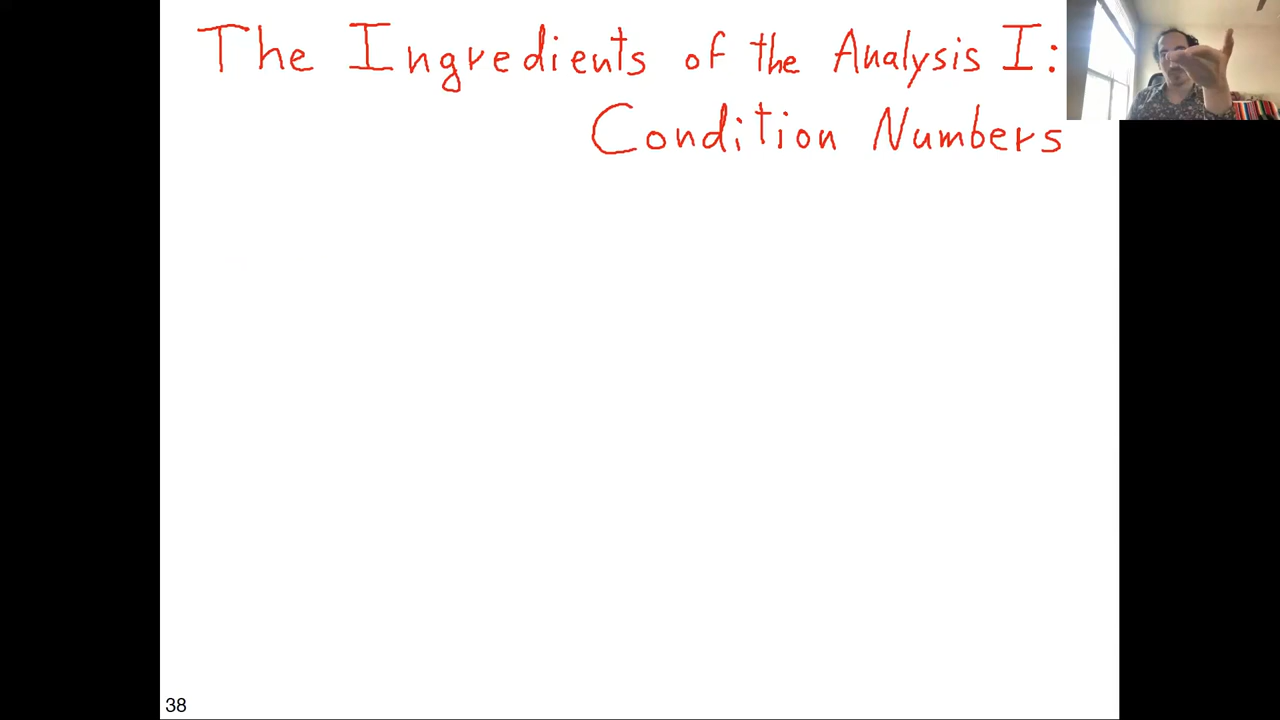 The Ingredients of the Analysis I:
Condition Numbers
38